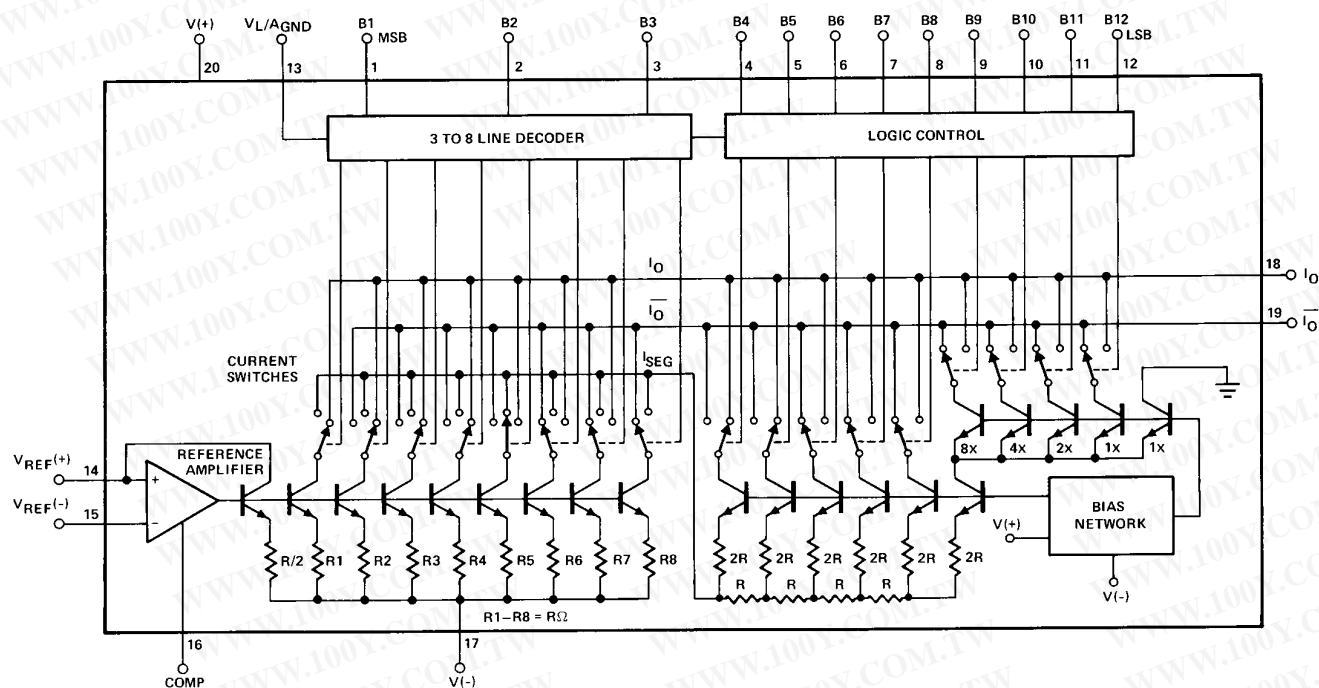 V(+)
VL/AGND
B1
MSB
B2
B3
B4
B5
B6
B7
B8
B9
B10
B11
B12
LSB
20
13
1
2
3
4
5
6
7
8
9
10
11
12
3 TO 8 LINE DECODER
LOGIC CONTROL
IO
18
IO
IO
19
IO
CURRENT
SWITCHES
ISEG
VREF(+)
14
REFERENCE
AMPLIFIER
+
VREF(-)
15
–
8x
4x
2x
1x
1x
BIAS
NETWORK
V(+)
V(-)
R/2
R1
R2
R3
R4
R5
R6
R7
R8
2R
2R
2R
2R
2R
2R
R
R
R
R
R1–R8 = RΩ
16
COMP
17
V(-)
WWW.100Y.COM.TW